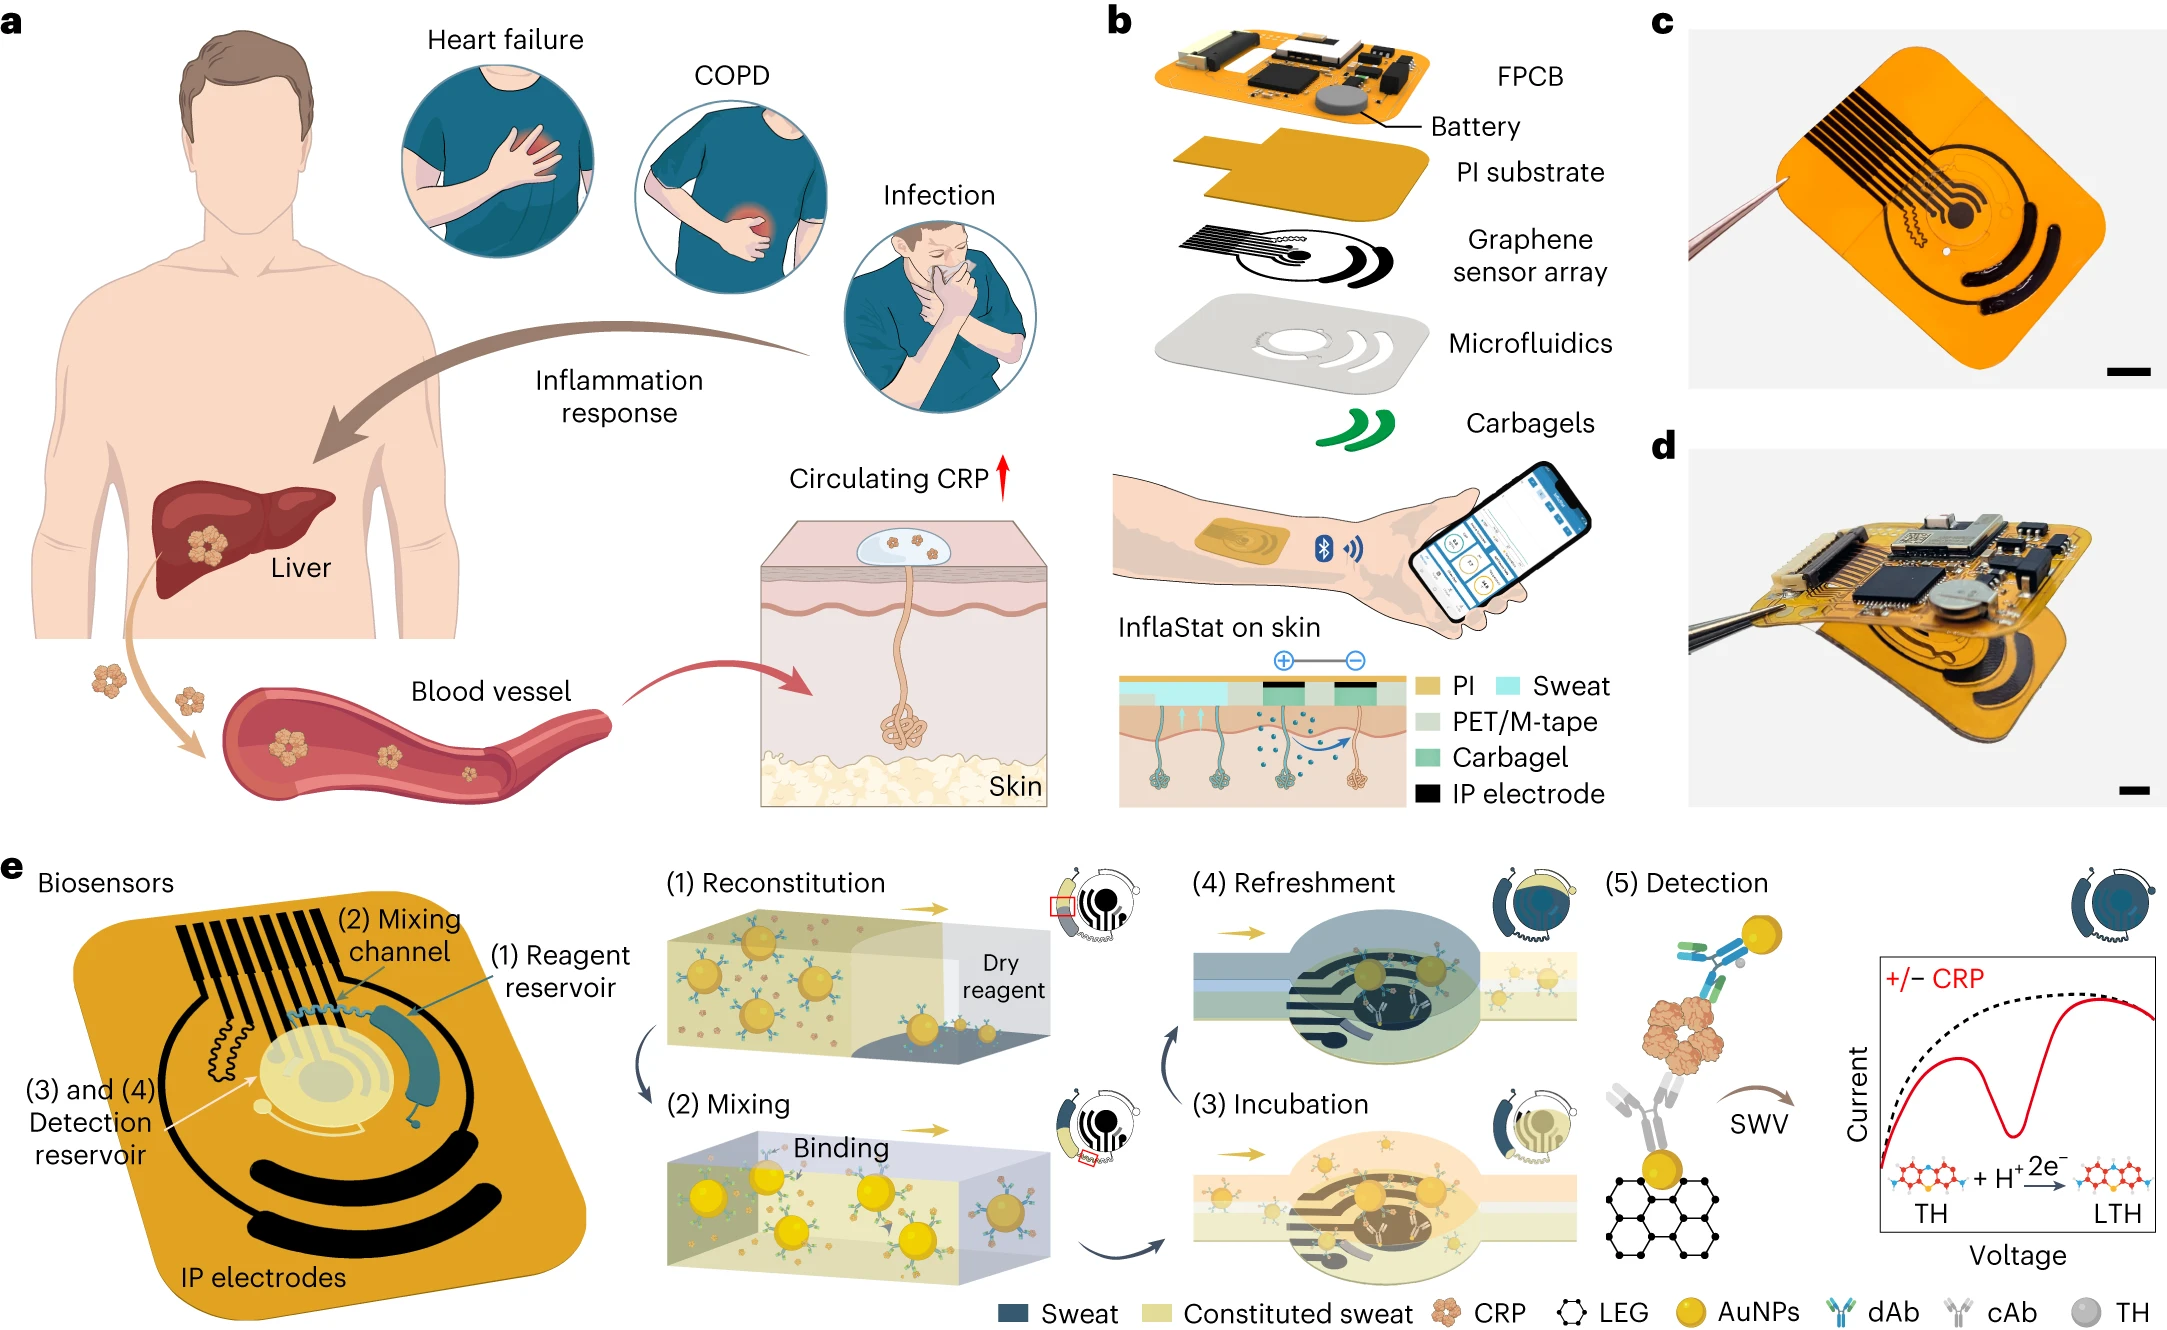 a
Heart failure
COPD
Infection
Inflammation
response
Liver
Circulating CRP
Blood vessel
Skin
b
FPCB
Battery
PI substrate
Graphene
sensor array
Microfluidics
Carbagels
InflaStat on skin
PI
Sweat
PET/M-tape
Carbagel
IP electrode
c
d
e
Biosensors
(2) Mixing
channel
(1) Reagent
reservoir
(3) and (4)
Detection
reservoir
IP electrodes
(1) Reconstitution
Dry
reagent
(2) Mixing
Binding
(4) Refreshment
(3) Incubation
(5) Detection
SWV
+/− CRP
Current
TH + H⁺ 2e⁻ LTH
Voltage
Sweat
Constituted sweat
CRP
LEG
AuNPs
dAb
cAb
TH